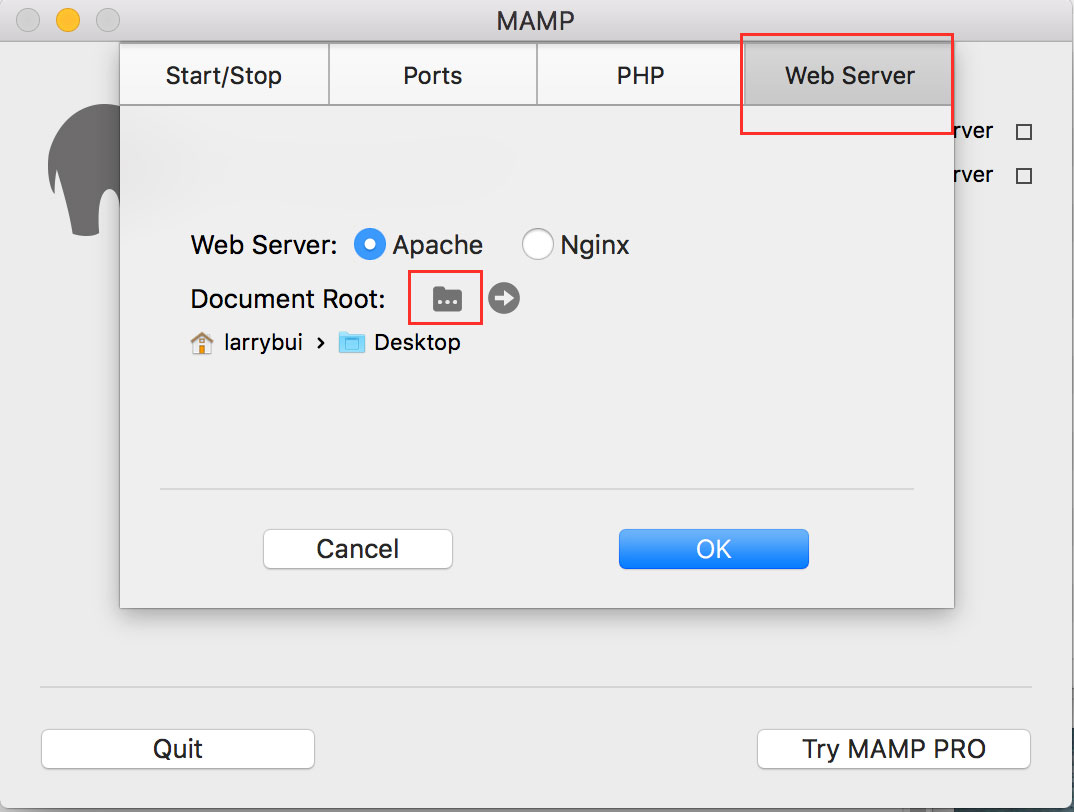 MAMP
Start/Stop Ports PHP Web Server
rver
rver
Web Server: Apache Nginx
Document Root:
larrybui › Desktop
Cancel OK
Quit Try MAMP PRO